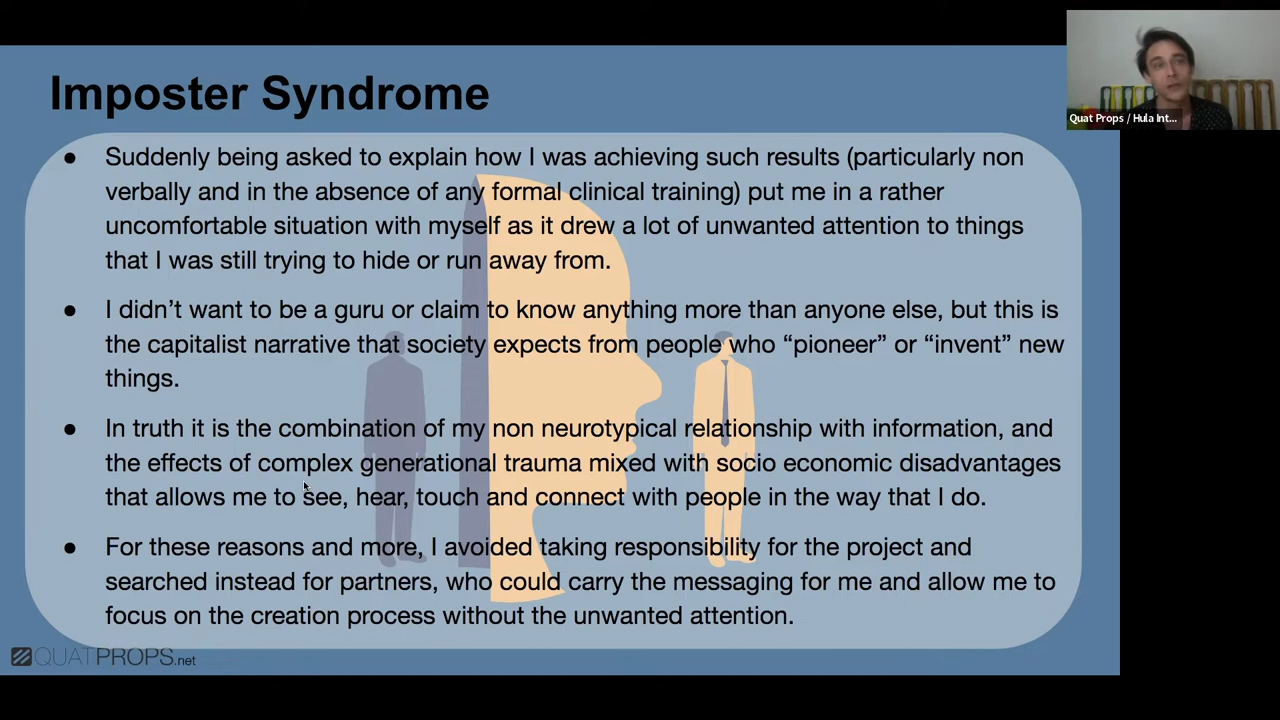 Imposter Syndrome
Quat Props / Hula Int...
● Suddenly being asked to explain how I was achieving such results (particularly non
verbally and in the absence of any formal clinical training) put me in a rather
uncomfortable situation with myself as it drew a lot of unwanted attention to things
that I was still trying to hide or run away from.
● I didn’t want to be a guru or claim to know anything more than anyone else, but this is
the capitalist narrative that society expects from people who “pioneer” or “invent” new
things.
● In truth it is the combination of my non neurotypical relationship with information, and
the effects of complex generational trauma mixed with socio economic disadvantages
that allows me to see, hear, touch and connect with people in the way that I do.
● For these reasons and more, I avoided taking responsibility for the project and
searched instead for partners, who could carry the messaging for me and allow me to
focus on the creation process without the unwanted attention.
QUATPROPS.net